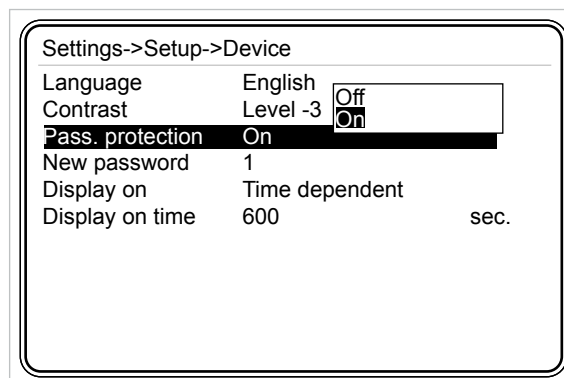 Settings->Setup->Device
Language English
Contrast Level -3
Off
On
Pass. protection On
New password 1
Display on Time dependent
Display on time 600 sec.